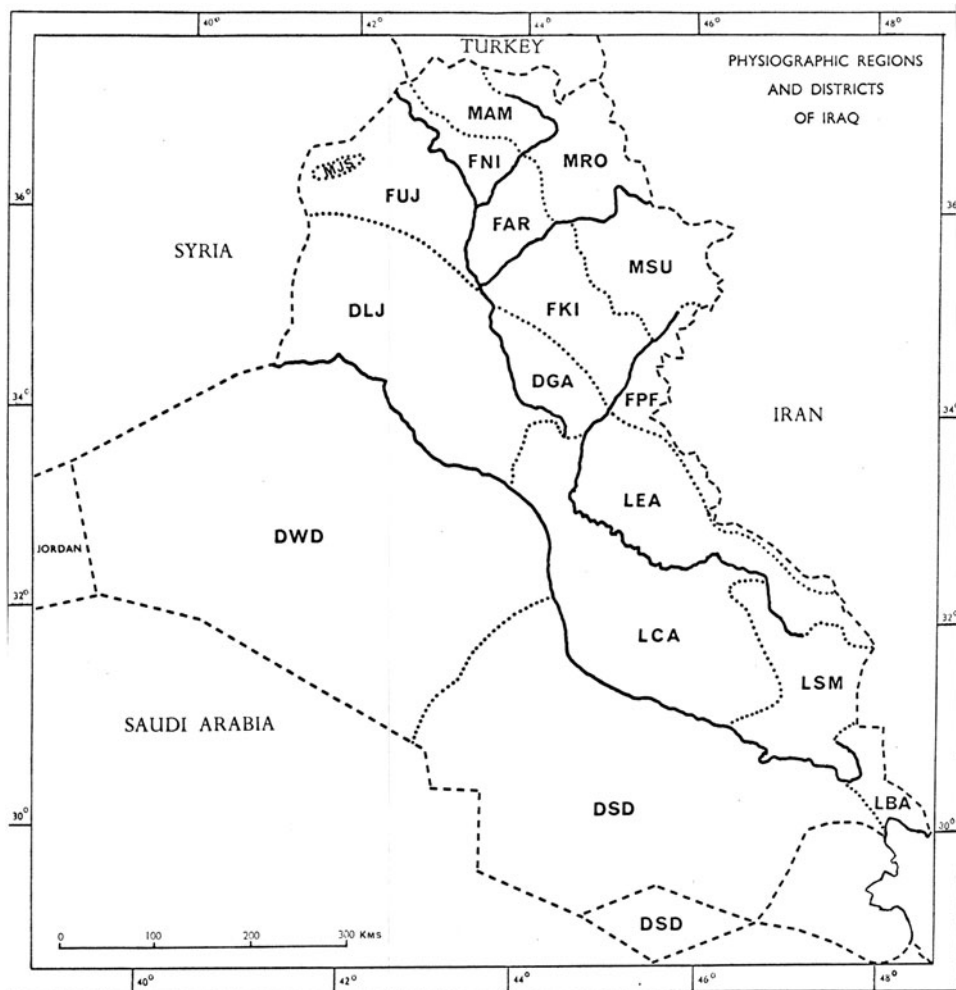 40° 42° 44° 46° 48°
TURKEY
PHYSIOGRAPHIC REGIONS
AND DISTRICTS
OF IRAQ
MAM
MJS
FNI
MRO
FUJ
36°
36°
FAR
SYRIA
MSU
DLJ
FKI
DGA
FPF
34°
34°
IRAN
LEA
DWD
JORDAN
32°
32°
LCA
LSM
SAUDI ARABIA
DSD
LBA
30°
30°
DSD
0 100 200 300 KMS
40° 42° 44° 46° 48°